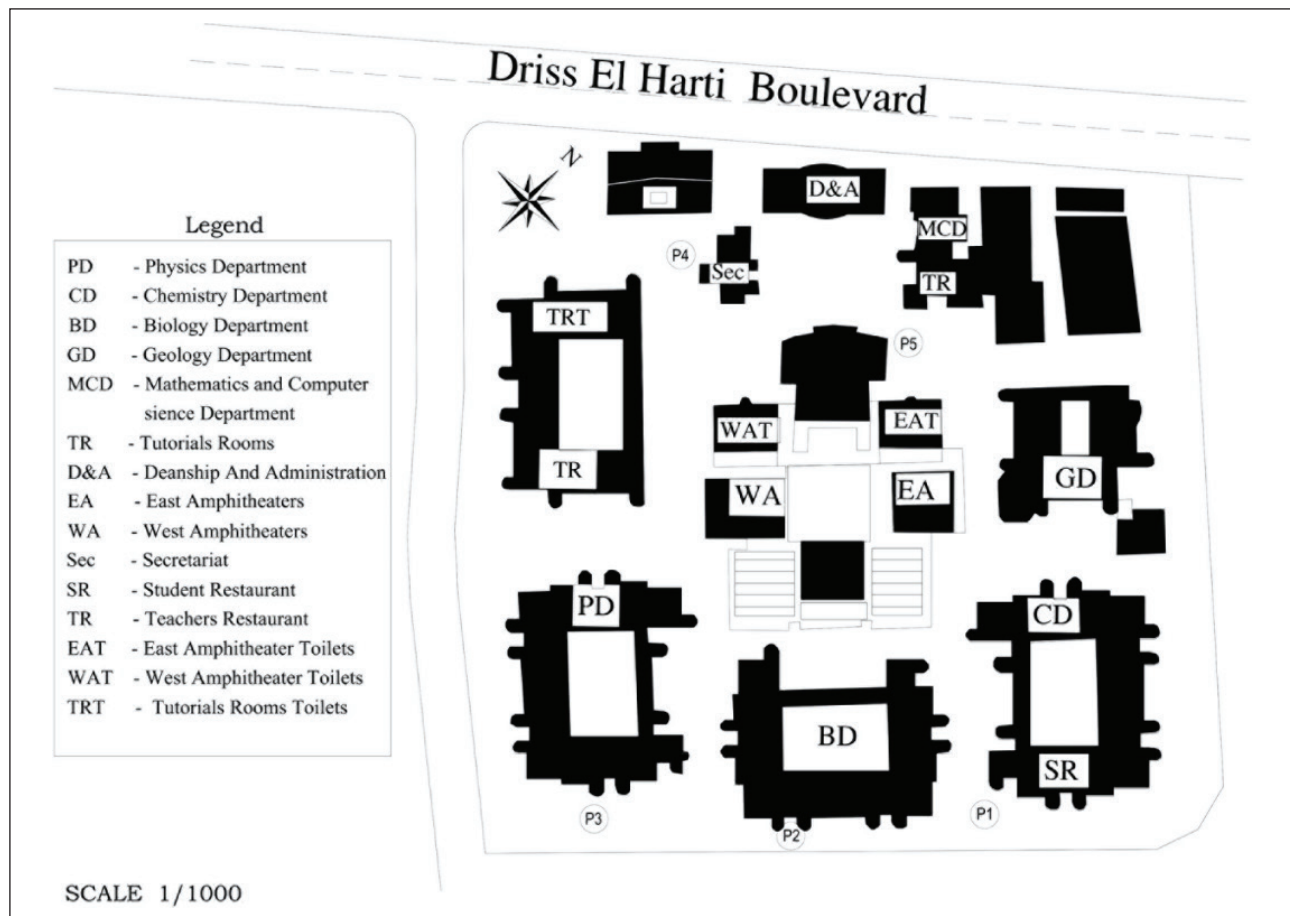 Driss El Harti Boulevard
N
D&A
MCD
P4
Sec
TR
TRT
P5
WAT
EAT
TR
WA
EA
GD
PD
CD
BD
SR
P3
P2
P1
Legend
PD - Physics Department
CD - Chemistry Department
BD - Biology Department
GD - Geology Department
MCD - Mathematics and Computer
sience Department
TR - Tutorials Rooms
D&A - Deanship And Administration
EA - East Amphitheaters
WA - West Amphitheaters
Sec - Secretariat
SR - Student Restaurant
TR - Teachers Restaurant
EAT - East Amphitheater Toilets
WAT - West Amphitheater Toilets
TRT - Tutorials Rooms Toilets
SCALE 1/1000